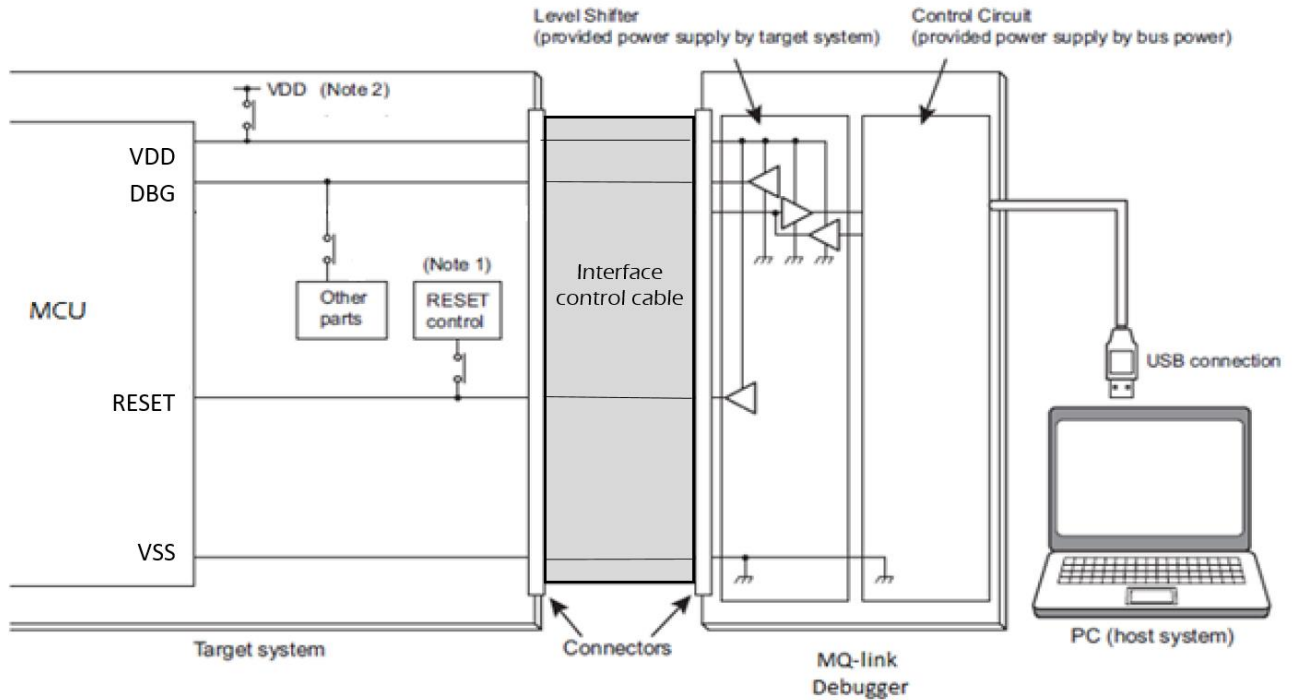 Level Shifter
(provided power supply by target system)
Control Circuit
(provided power supply by bus power)
VDD (Note 2)
VDD
DBG
MCU
Other
parts
(Note 1)
RESET
control
RESET
VSS
Interface
control cable
USB connection
Target system
Connectors
MQ-link
Debugger
PC (host system)